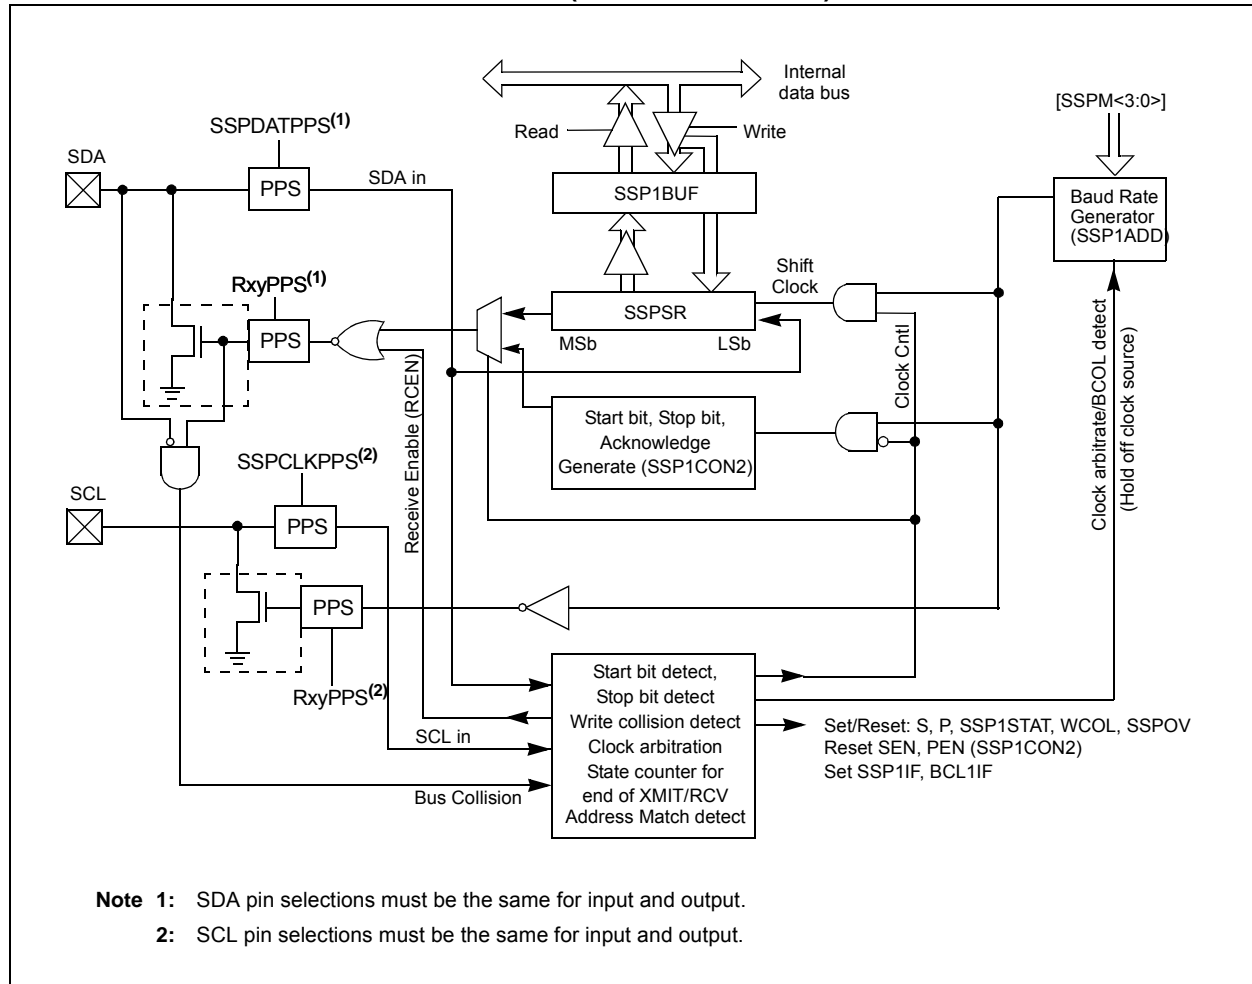 Internal
data bus
[SSPM<3:0>]
Read
Write
SSPDATPPS(1)
SDA
PPS
SDA in
SSP1BUF
Baud Rate
Generator
(SSP1ADD)
RxyPPS(1)
Shift
Clock
PPS
SSPSR
MSb
LSb
Receive Enable (RCEN)
Clock Cntl
Clock arbitrate/BCOL detect
(Hold off clock source)
Start bit, Stop bit,
Acknowledge
Generate (SSP1CON2)
SSPCLKPPS(2)
SCL
PPS
PPS
RxyPPS(2)
SCL in
Bus Collision
Start bit detect,
Stop bit detect
Write collision detect
Clock arbitration
State counter for
end of XMIT/RCV
Address Match detect
Set/Reset: S, P, SSP1STAT, WCOL, SSPOV
Reset SEN, PEN (SSP1CON2)
Set SSP1IF, BCL1IF
Note 1: SDA pin selections must be the same for input and output.
2: SCL pin selections must be the same for input and output.